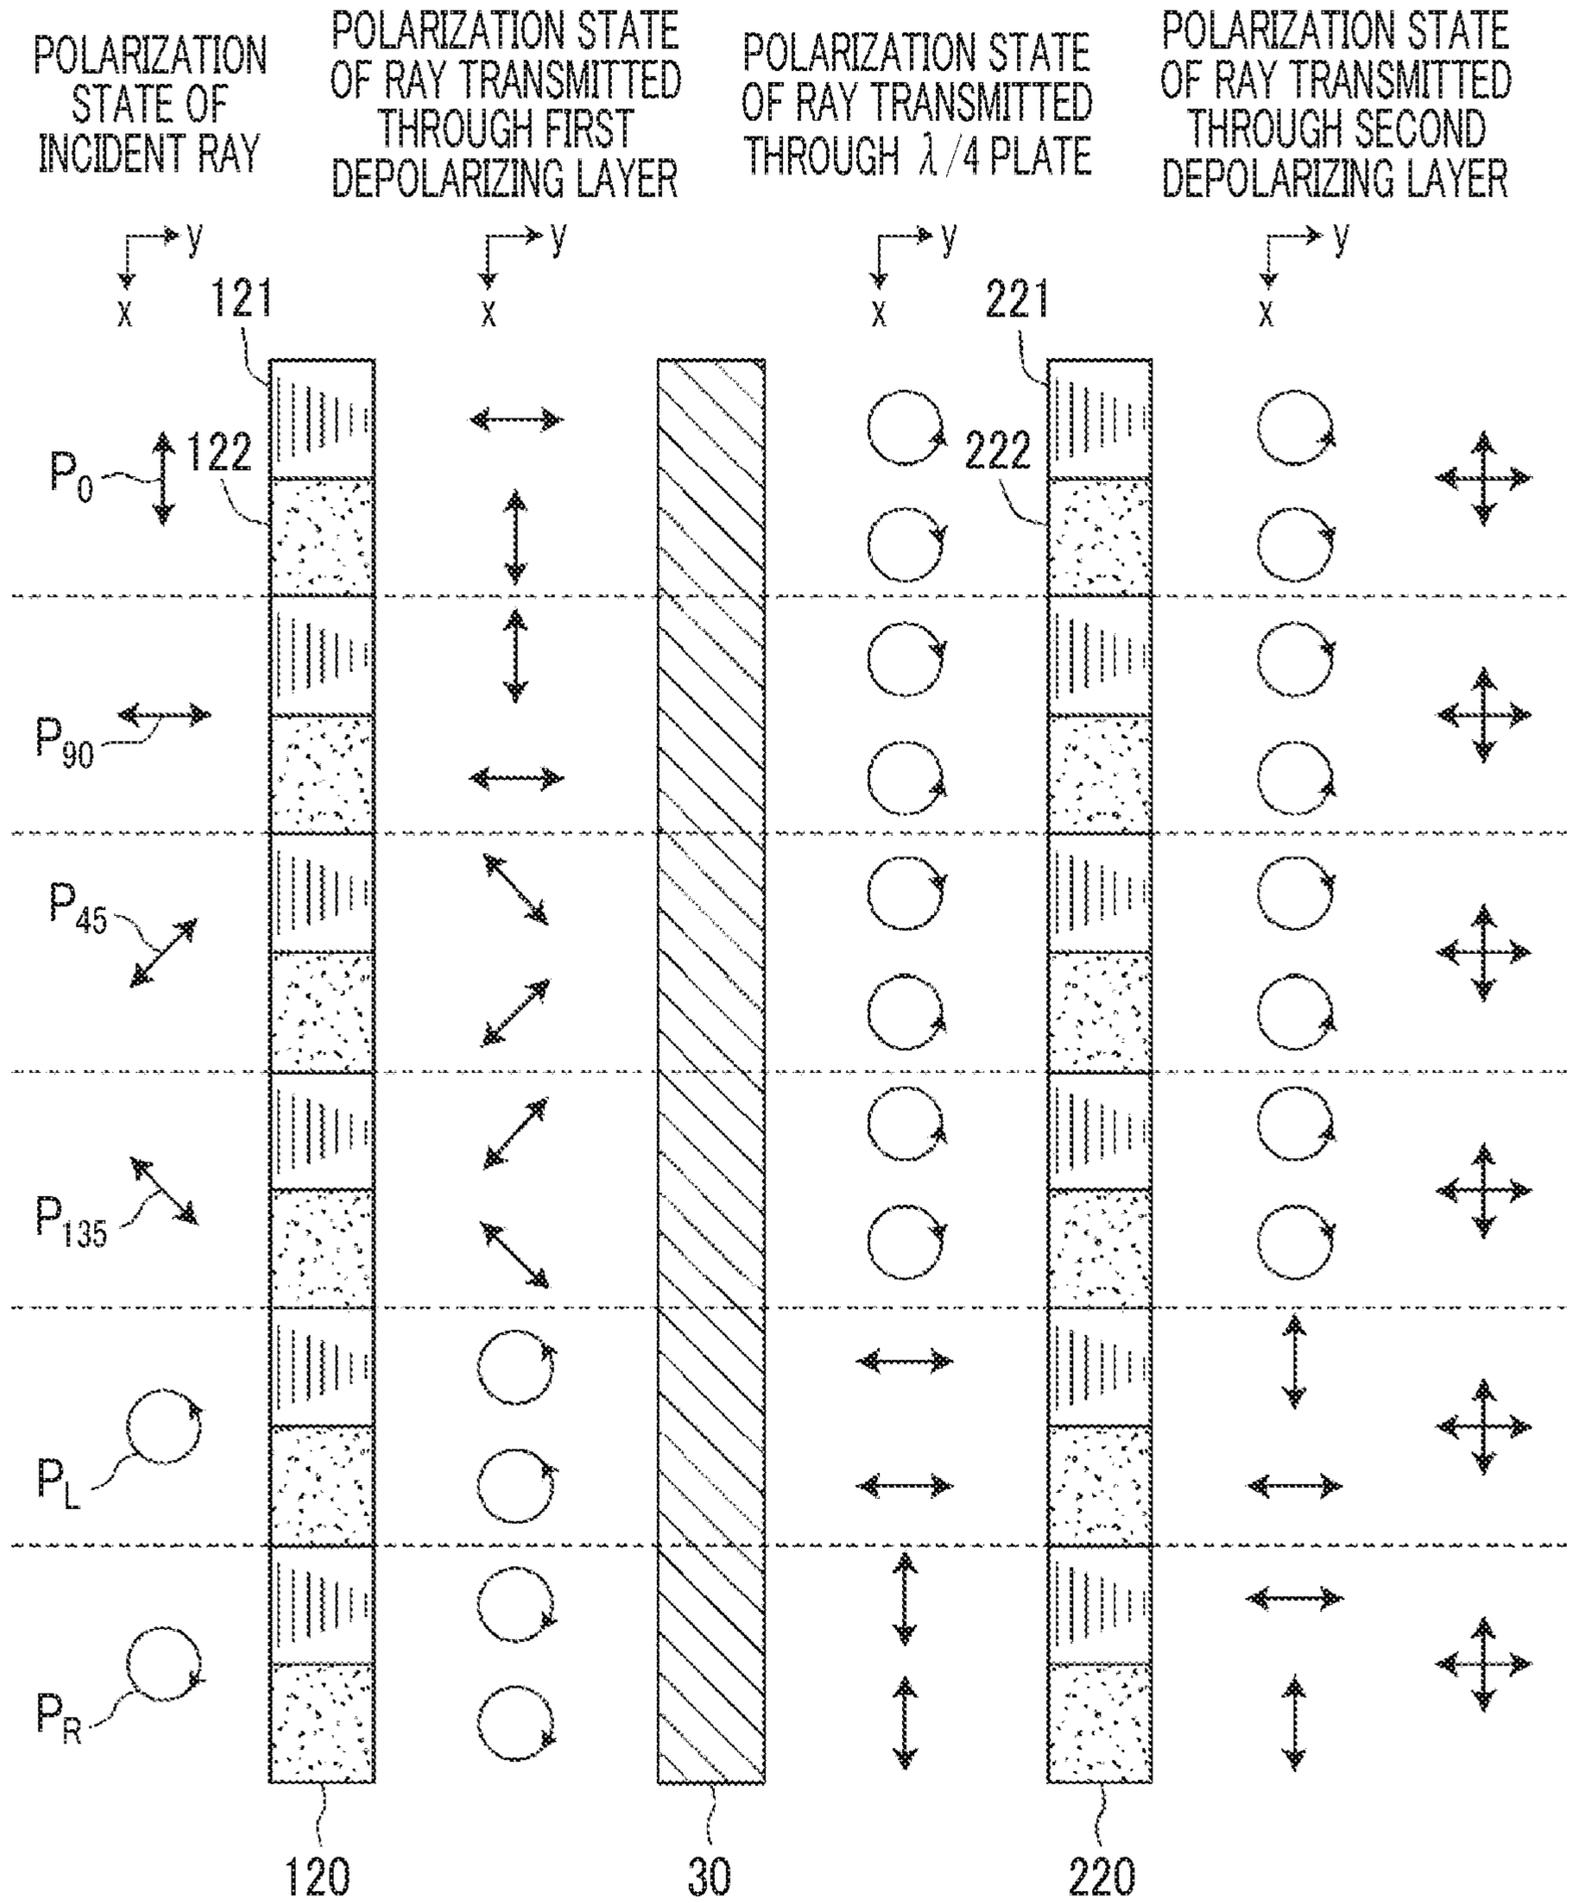 POLARIZATION
STATE OF
INCIDENT RAY
POLARIZATION STATE
OF RAY TRANSMITTED
THROUGH FIRST
DEPOLARIZING LAYER
POLARIZATION STATE
OF RAY TRANSMITTED
THROUGH λ/4 PLATE
POLARIZATION STATE
OF RAY TRANSMITTED
THROUGH SECOND
DEPOLARIZING LAYER
y
x
y
x
y
x
y
x
121
221
122
222
P0
P90
P45
P135
PL
PR
120
30
220